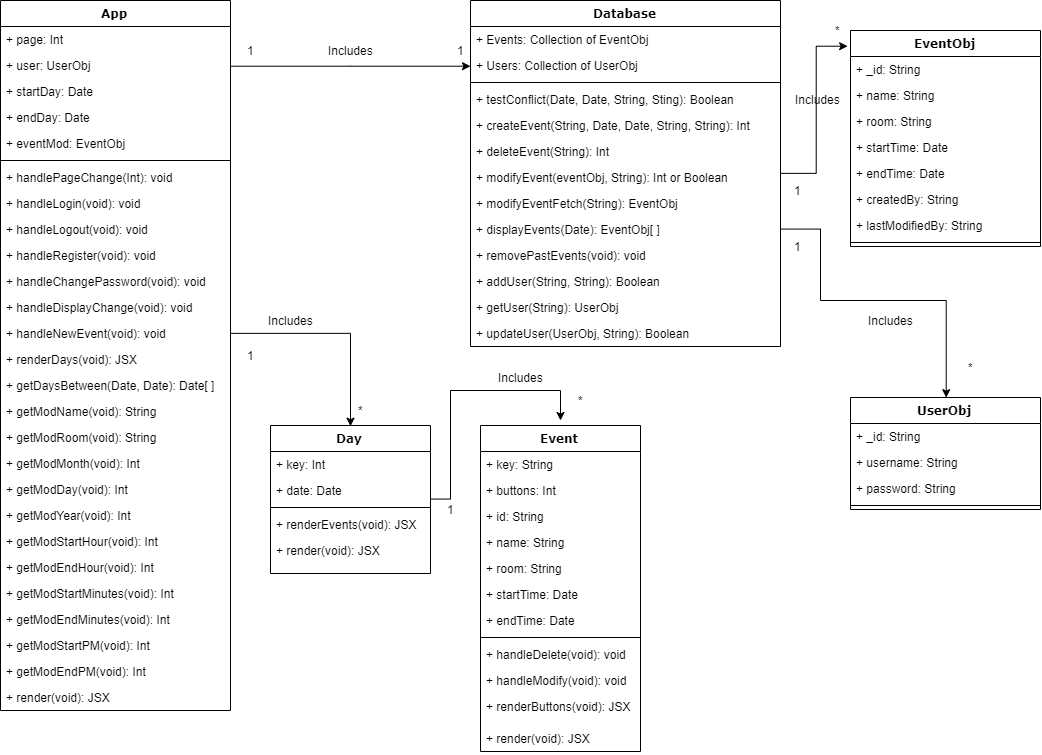 App
+ page: Int
+ user: UserObj
+ startDay: Date
+ endDay: Date
+ eventMod: EventObj
+ handlePageChange(Int): void
+ handleLogin(void): void
+ handleLogout(void): void
+ handleRegister(void): void
+ handleChangePassword(void): void
+ handleDisplayChange(void): void
+ handleNewEvent(void): void
+ renderDays(void): JSX
+ getDaysBetween(Date, Date): Date[ ]
+ getModName(void): String
+ getModRoom(void): String
+ getModMonth(void): Int
+ getModDay(void): Int
+ getModYear(void): Int
+ getModStartHour(void): Int
+ getModEndHour(void): Int
+ getModStartMinutes(void): Int
+ getModEndMinutes(void): Int
+ getModStartPM(void): Int
+ getModEndPM(void): Int
+ render(void): JSX
1
Includes
1
Database
+ Events: Collection of EventObj
+ Users: Collection of UserObj
+ testConflict(Date, Date, String, Sting): Boolean
+ createEvent(String, Date, Date, String, String): Int
+ deleteEvent(String): Int
+ modifyEvent(eventObj, String): Int or Boolean
+ modifyEventFetch(String): EventObj
+ displayEvents(Date): EventObj[ ]
+ removePastEvents(void): void
+ addUser(String, String): Boolean
+ getUser(String): UserObj
+ updateUser(UserObj, String): Boolean
*
Includes
1
EventObj
+ _id: String
+ name: String
+ room: String
+ startTime: Date
+ endTime: Date
+ createdBy: String
+ lastModifiedBy: String
1
Includes
*
UserObj
+ _id: String
+ username: String
+ password: String
Includes
1
*
Day
+ key: Int
+ date: Date
+ renderEvents(void): JSX
+ render(void): JSX
Includes
*
1
Event
+ key: String
+ buttons: Int
+ id: String
+ name: String
+ room: String
+ startTime: Date
+ endTime: Date
+ handleDelete(void): void
+ handleModify(void): void
+ renderButtons(void): JSX
+ render(void): JSX